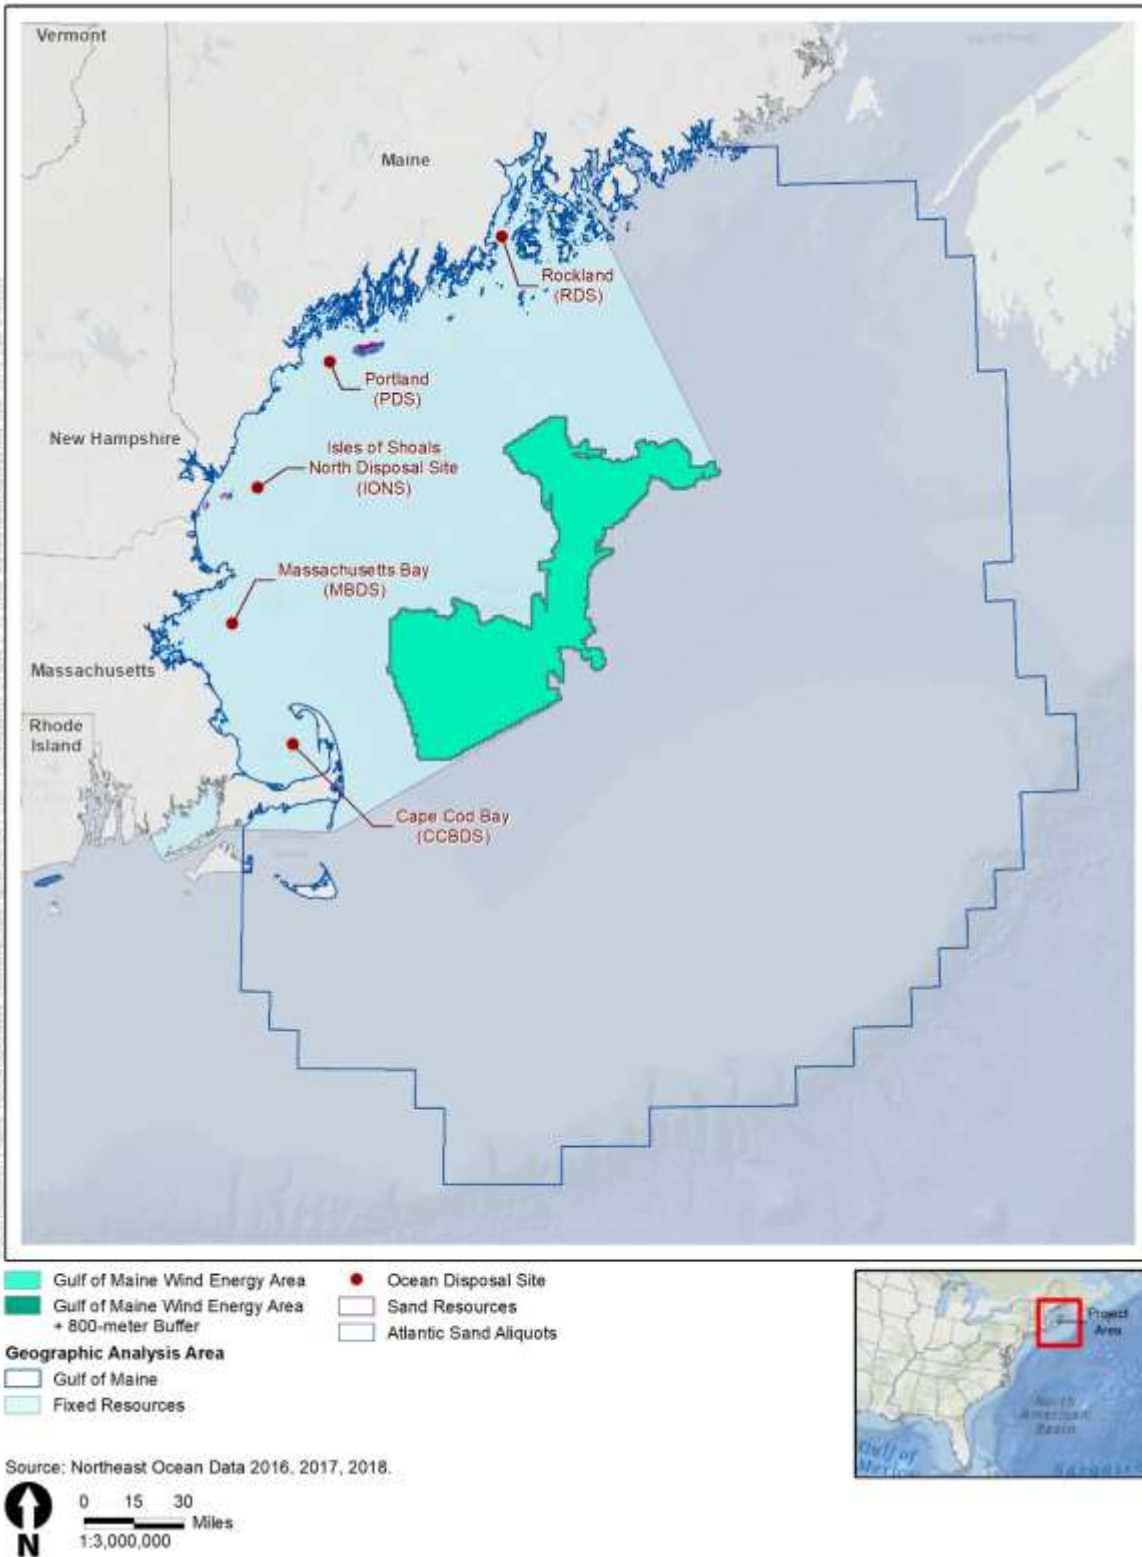 Vermont
Maine
Rockland
(RDS)
Portland
(PDS)
New Hampshire
Isles of Shoals
North Disposal Site
(IONS)
Massachusetts Bay
(MBDS)
Massachusetts
Rhode
Island
Cape Cod Bay
(CCBDS)
Gulf of Maine Wind Energy Area
Gulf of Maine Wind Energy Area
+ 800-meter Buffer
Geographic Analysis Area
Gulf of Maine
Fixed Resources
Ocean Disposal Site
Sand Resources
Atlantic Sand Aliquots
Project
Area
North
American
Basin
Gulf of
Mexico
Source: Northeast Ocean Data 2016, 2017, 2018.
0 15 30
Miles
1:3,000,000
N